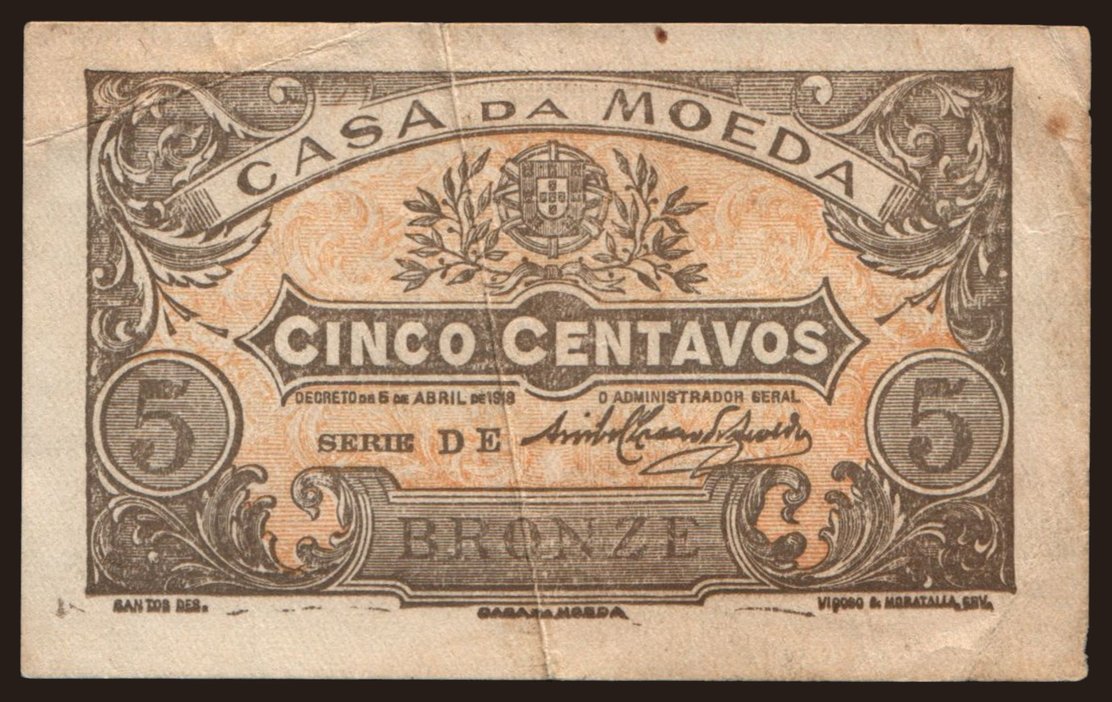 CASA DA MOEDA
CINCO CENTAVOS
DECRETO DE 5 DE ABRIL DE 1918
O ADMINISTRADOR GERAL
SERIE DE
5
5
BRONZE
SANTOS DES.
CASA DA MOEDA
VIÇOSO & MORATALLA, GRV.